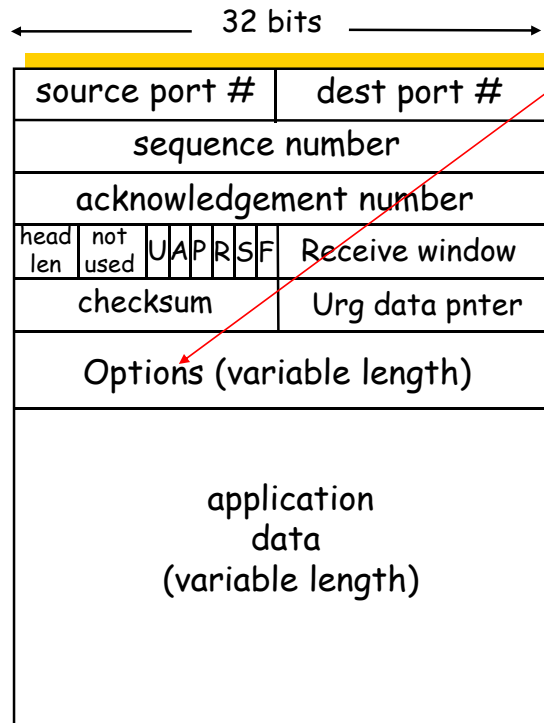 32 bits
source port # dest port #
sequence number
acknowledgement number
head len not used U A P R S F Receive window
checksum Urg data pnter
Options (variable length)
application
data
(variable length)